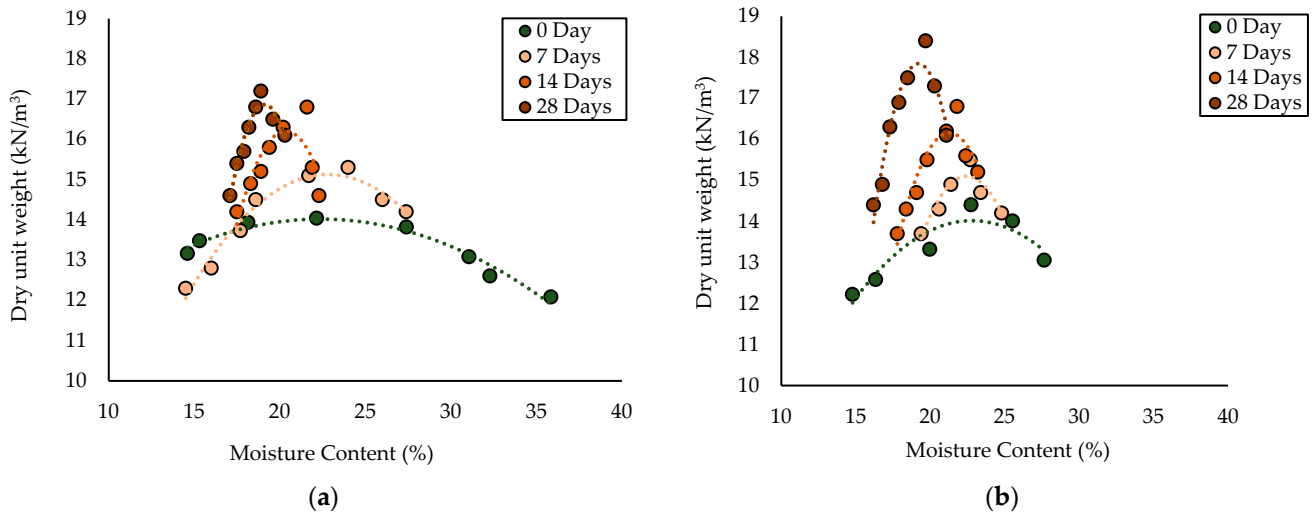 19
18
17
16
15
14
13
12
11
10
Dry unit weight (kN/m³)
10 15 20 25 30 35 40
Moisture Content (%)
0 Day
7 Days
14 Days
28 Days
(a)
19
18
17
16
15
14
13
12
11
10
Dry unit weight (kN/m³)
10 15 20 25 30 35 40
Moisture Content (%)
0 Day
7 Days
14 Days
28 Days
(b)